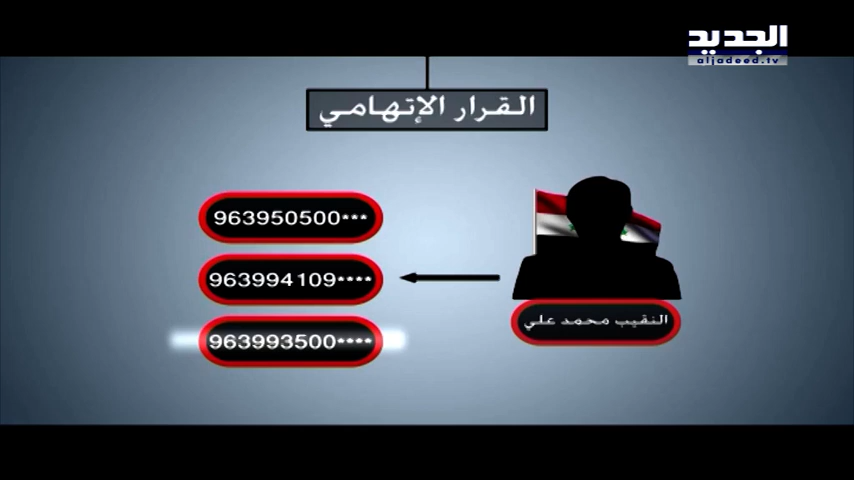 الجديد
aljadeed.tv
القرار الإتهامي
963950500***
963994109****
963993500****
النقيب محمد علي